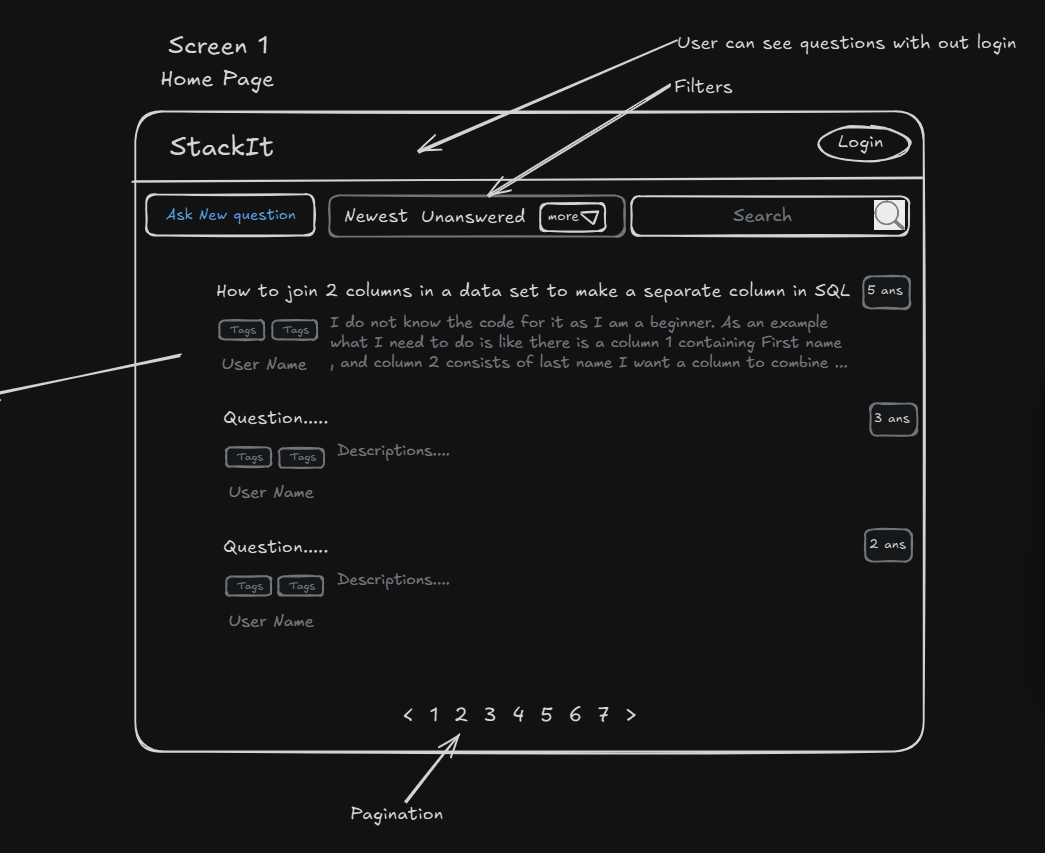 Screen 1
Home Page
User can see questions with out login
Filters
StackIt
Login
Ask New question
Newest Unanswered more
Search
How to join 2 columns in a data set to make a separate column in SQL
5 ans
Tags Tags
I do not know the code for it as I am a beginner. As an example
what I need to do is like there is a column 1 containing First name
, and column 2 consists of last name I want a column to combine ...
User Name
Question.....
3 ans
Tags Tags
Descriptions....
User Name
Question.....
2 ans
Tags Tags
Descriptions....
User Name
< 1 2 3 4 5 6 7 >
Pagination